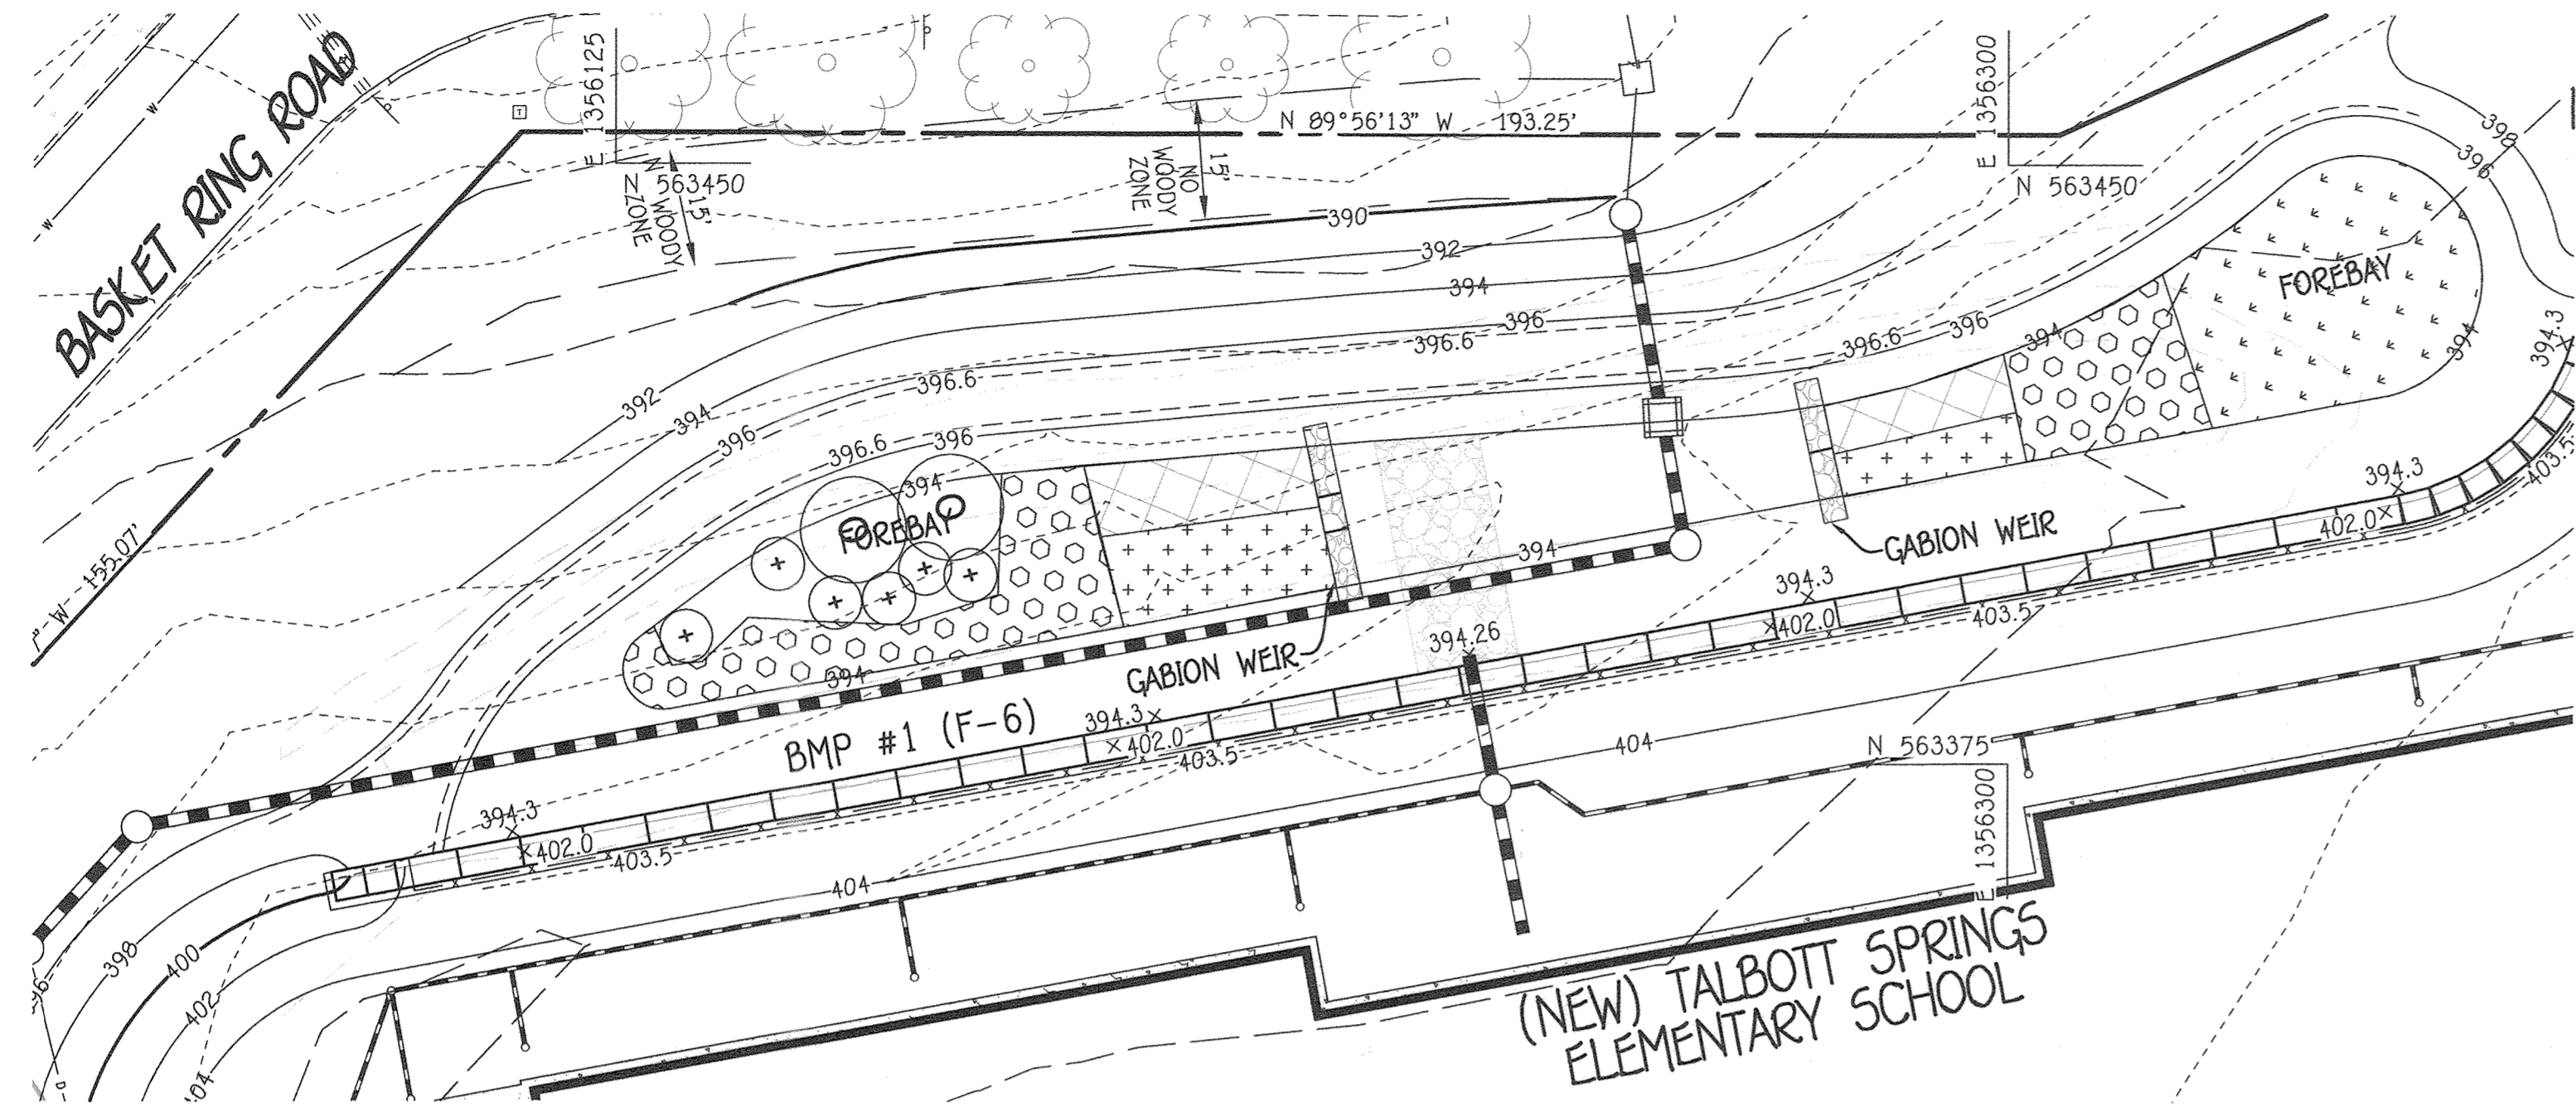 BASKET RING ROAD
E 1356125
N 563450
N 89°56'13" W 193.25'
E 1356300
N 563450
15'
NO
WOODY
ZONE
15'
WOODY
ZONE
W
W
T
W 155.07'
390
392
394
396
396.6
396.6
396.6
396
394
392
394
396
396.6
396
394
398
396
394
394.3
FOREBAY
FOREBAY
394
394
GABION WEIR
GABION WEIR
BMP #1 (F-6)
394.26
394.3
402.0
403.5
394.3
402.0
403.5
394.3
402.0
403.5
394.3
402.0
403.5
404
404
N 563375
E 1356300
398
400
402
404
(NEW) TALBOTT SPRINGS
ELEMENTARY SCHOOL